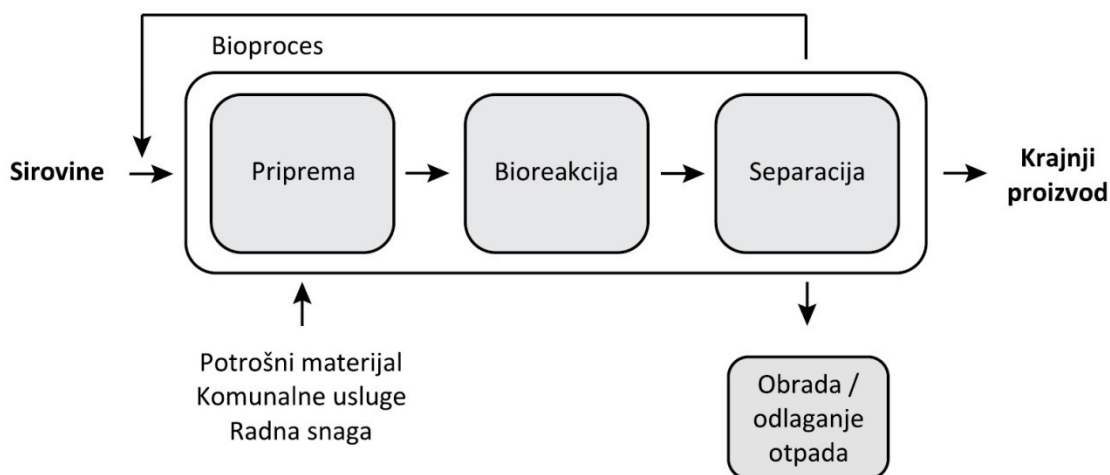 Bioproces
Sirovine
Priprema
Bioreakcija
Separacija
Krajnji
proizvod
Potrošni materijal
Komunalne usluge
Radna snaga
Obrada /
odlaganje
otpada